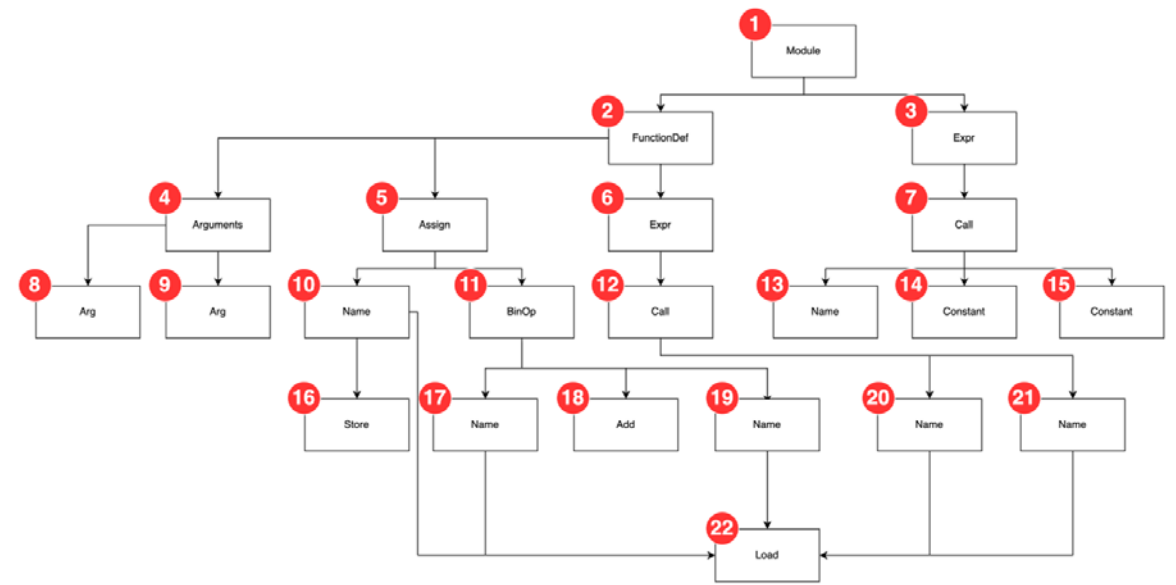 1
Module
2
FunctionDef
3
Expr
4
Arguments
5
Assign
6
Expr
7
Call
8
Arg
9
Arg
10
Name
11
BinOp
12
Call
13
Name
14
Constant
15
Constant
16
Store
17
Name
18
Add
19
Name
20
Name
21
Name
22
Load